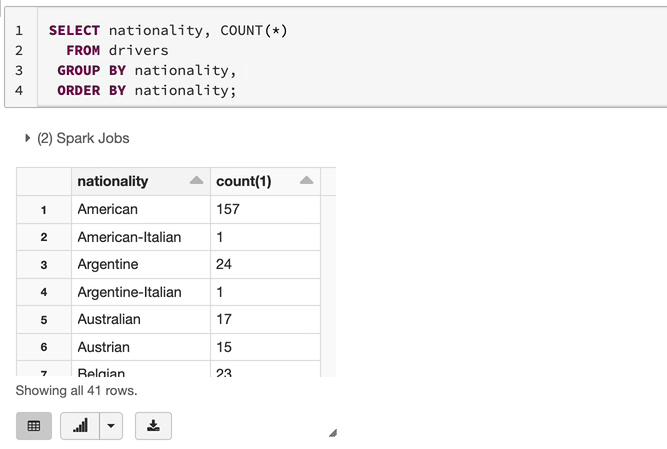 1 SELECT nationality, COUNT(*)
2 FROM drivers
3 GROUP BY nationality,
4 ORDER BY nationality;
(2) Spark Jobs
nationality count(1)
1 American 157
2 American-Italian 1
3 Argentine 24
4 Argentine-Italian 1
5 Australian 17
6 Austrian 15
7 Belgian 23
Showing all 41 rows.